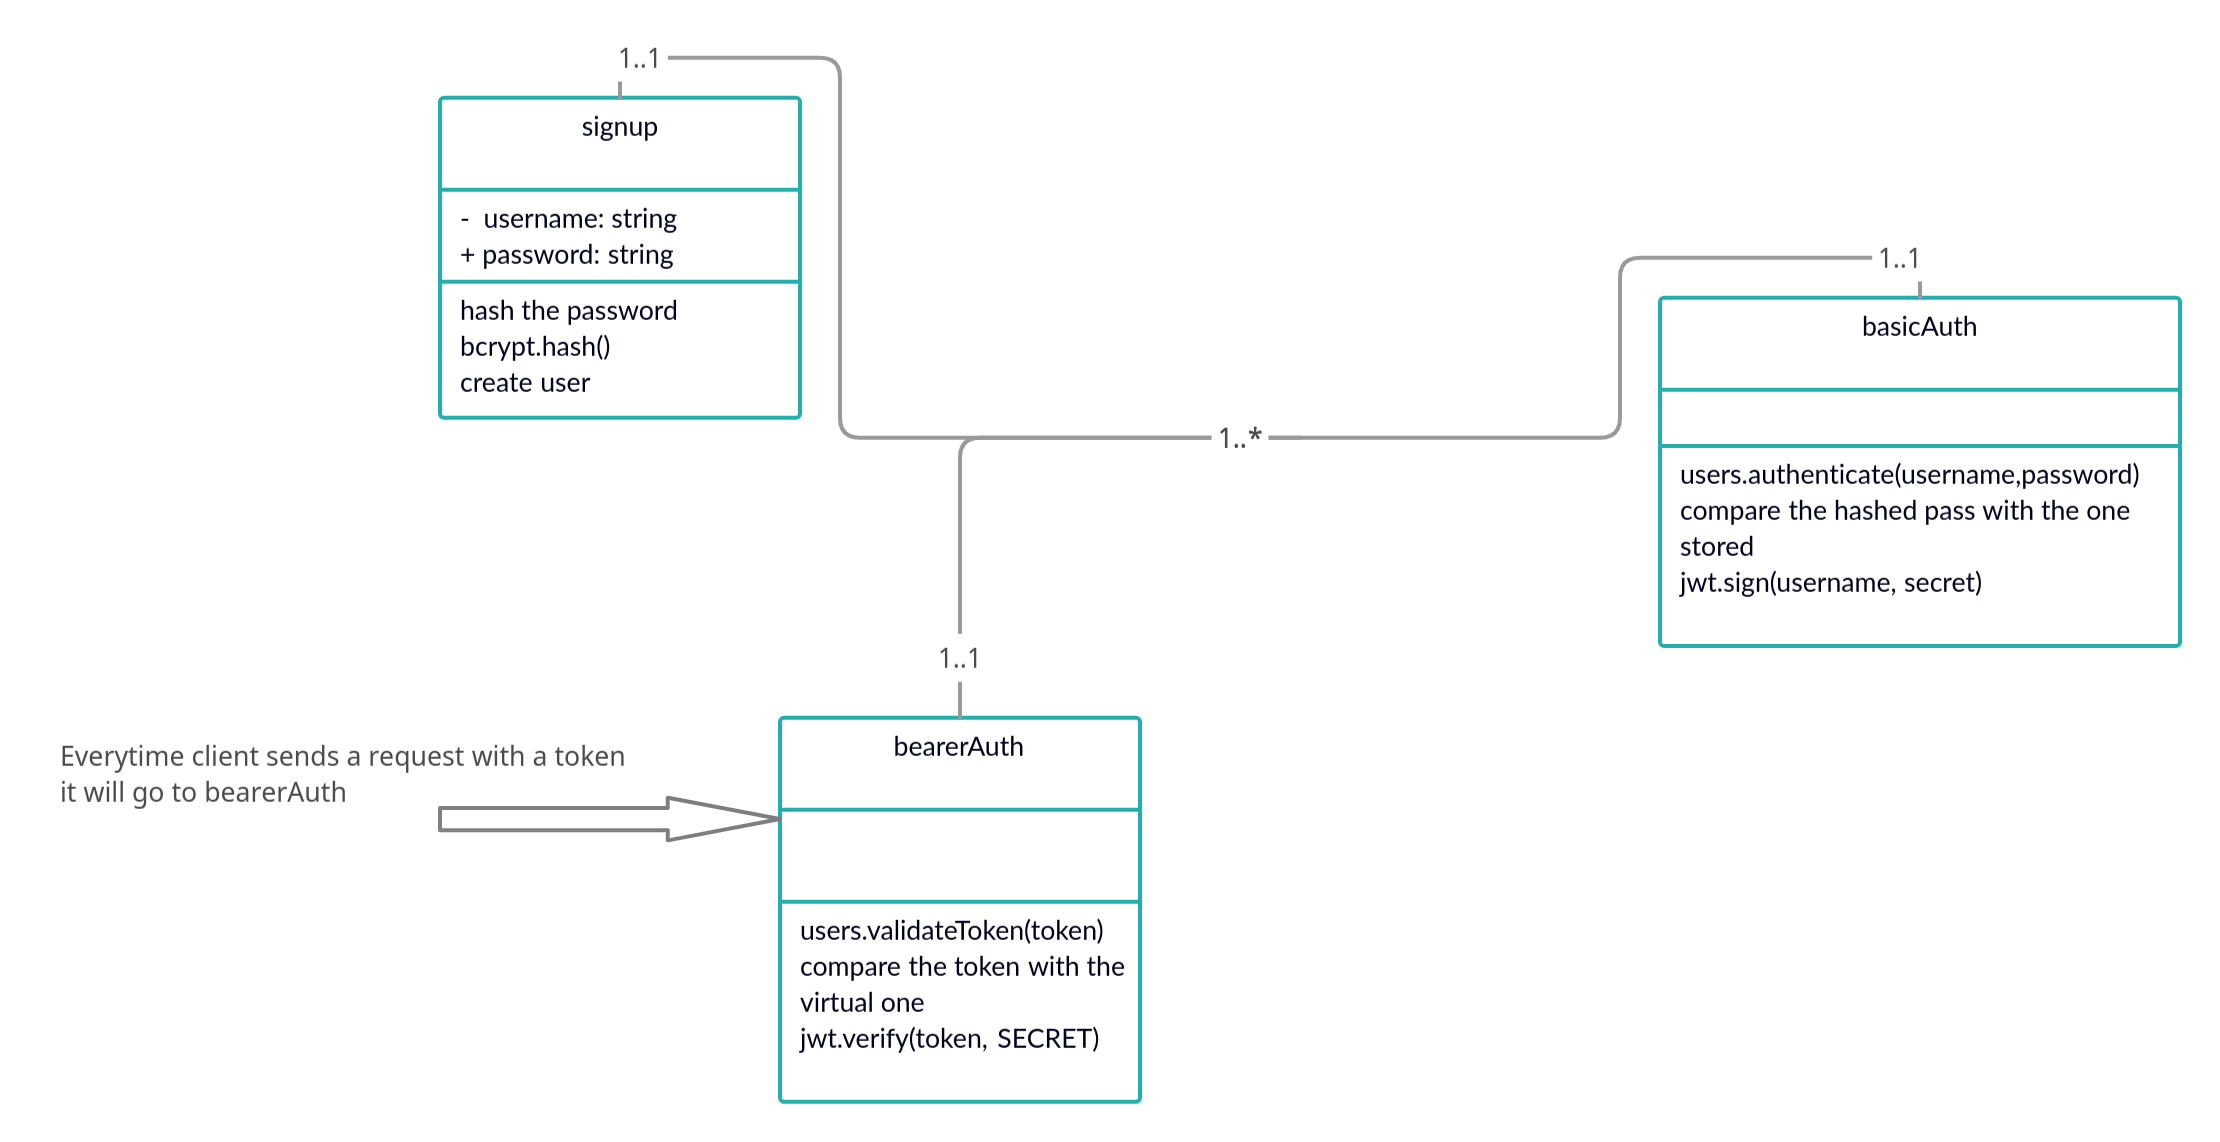 1..1
signup
- username: string
+ password: string
hash the password
bcrypt.hash()
create user
1..1
basicAuth
users.authenticate(username,password)
compare the hashed pass with the one
stored
jwt.sign(username, secret)
1..*
1..1
Everytime client sends a request with a token
it will go to bearerAuth
bearerAuth
users.validateToken(token)
compare the token with the
virtual one
jwt.verify(token, SECRET)